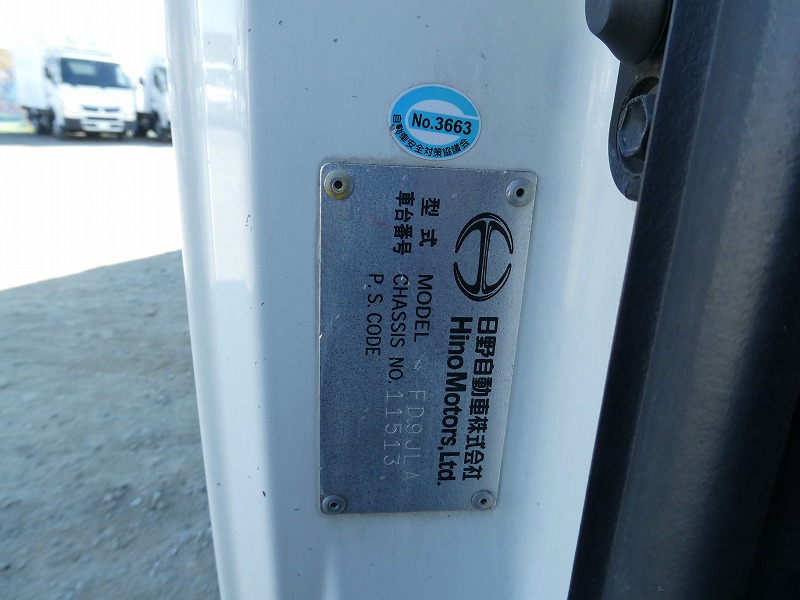 No.3663
自動車安全対策協議会
日野自動車株式会社
Hino Motors, Ltd.
型式 MODEL FD9JLA
車台番号 CHASSIS NO. 11513
P.S.CODE